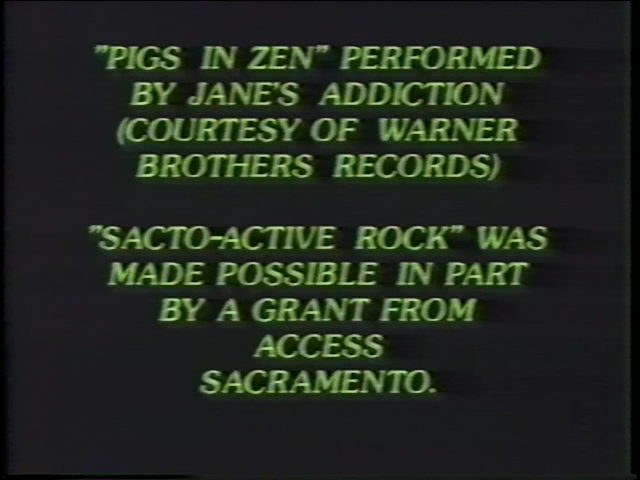 "PIGS IN ZEN" PERFORMED
BY JANE'S ADDICTION
(COURTESY OF WARNER
BROTHERS RECORDS)
"SACTO-ACTIVE ROCK" WAS
MADE POSSIBLE IN PART
BY A GRANT FROM
ACCESS
SACRAMENTO.